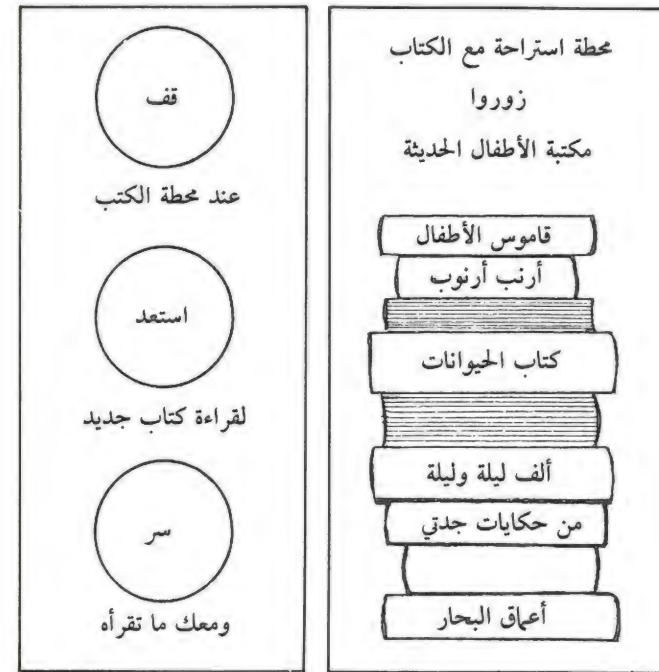 محطة استراحة مع الكتاب
زوروا
مكتبة الأطفال الحديثة
قاموس الأطفال
أرنب أرنوب
كتاب الحيوانات
ألف ليلة وليلة
من حكايات جدتي
أعماق البحار
قف
عند محطة الكتب
استعد
لقراءة كتاب جديد
سر
ومعك ما تقرأه